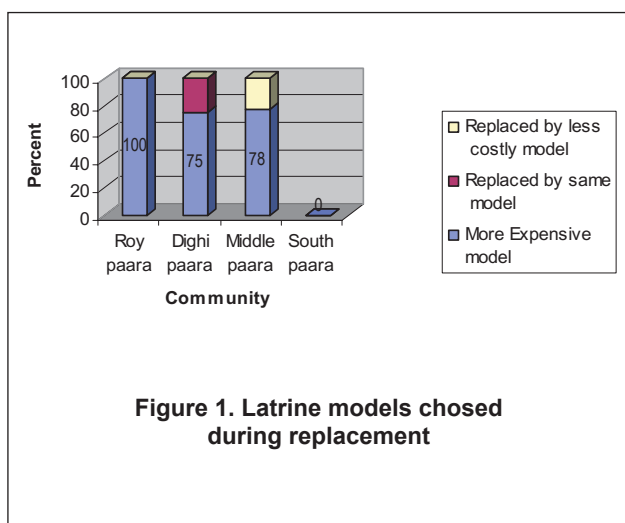 100
80
60
40
20
0
Percent
100
75
78
0
Roy
paara
Dighi
paara
Middle
paara
South
paara
Community
Replaced by less
costly model
Replaced by same
model
More Expensive
model
Figure 1. Latrine models chosed
during replacement